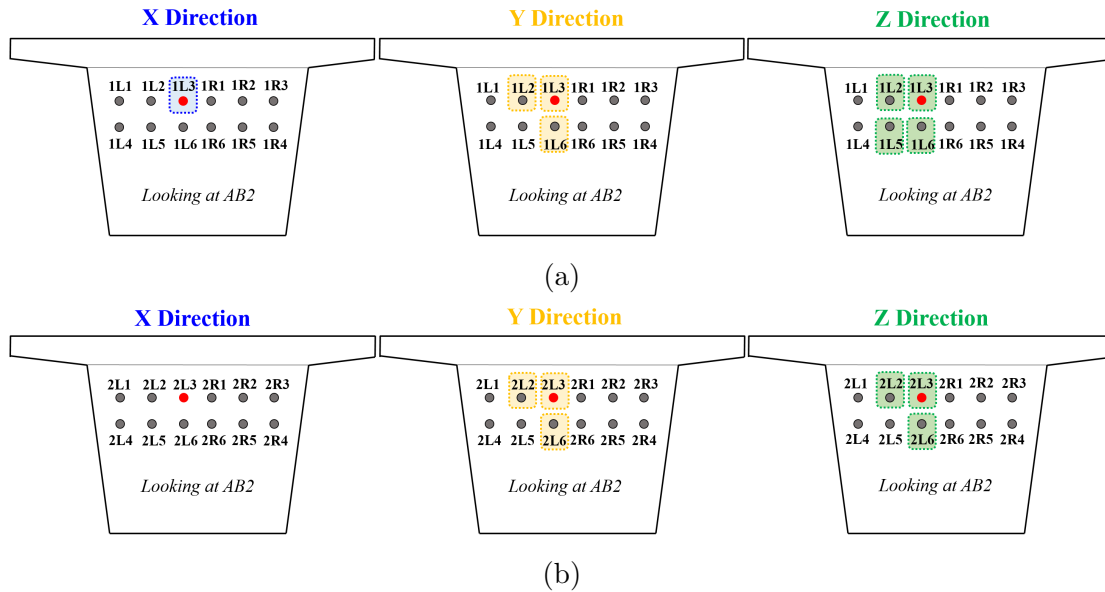 X Direction Y Direction Z Direction
1L1 1L2 1L3 1R1 1R2 1R3 1L1 1L2 1L3 1R1 1R2 1R3 1L1 1L2 1L3 1R1 1R2 1R3
1L4 1L5 1L6 1R6 1R5 1R4 1L4 1L5 1L6 1R6 1R5 1R4 1L4 1L5 1L6 1R6 1R5 1R4
Looking at AB2 Looking at AB2 Looking at AB2
(a)
X Direction Y Direction Z Direction
2L1 2L2 2L3 2R1 2R2 2R3 2L1 2L2 2L3 2R1 2R2 2R3 2L1 2L2 2L3 2R1 2R2 2R3
2L4 2L5 2L6 2R6 2R5 2R4 2L4 2L5 2L6 2R6 2R5 2R4 2L4 2L5 2L6 2R6 2R5 2R4
Looking at AB2 Looking at AB2 Looking at AB2
(b)